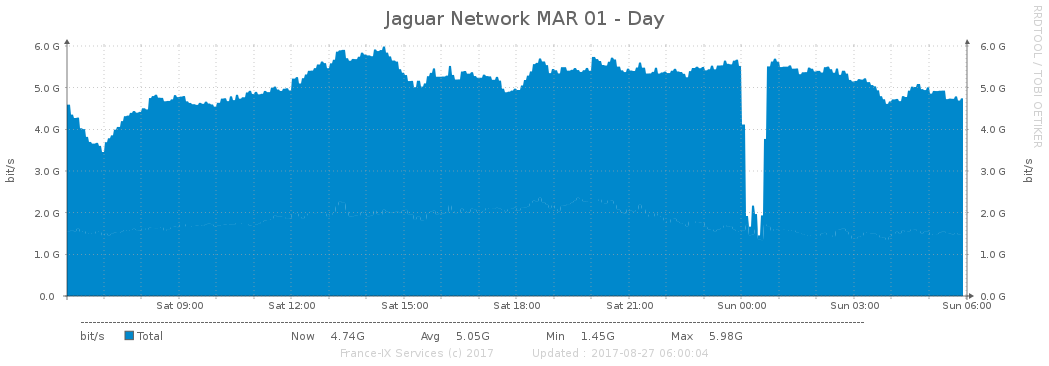 Jaguar Network MAR 01 - Day
RRDTOOL / TOBI OETIKER
bit/s
bit/s
6.0 G 6.0 G
5.0 G 5.0 G
4.0 G 4.0 G
3.0 G 3.0 G
2.0 G 2.0 G
1.0 G 1.0 G
0.0 0.0 G
Sat 09:00 Sat 12:00 Sat 15:00 Sat 18:00 Sat 21:00 Sun 00:00 Sun 03:00 Sun 06:00
bit/s Total Now 4.74G Avg 5.05G Min 1.45G Max 5.98G
France-IX Services (c) 2017 Updated : 2017-08-27 06:00:04